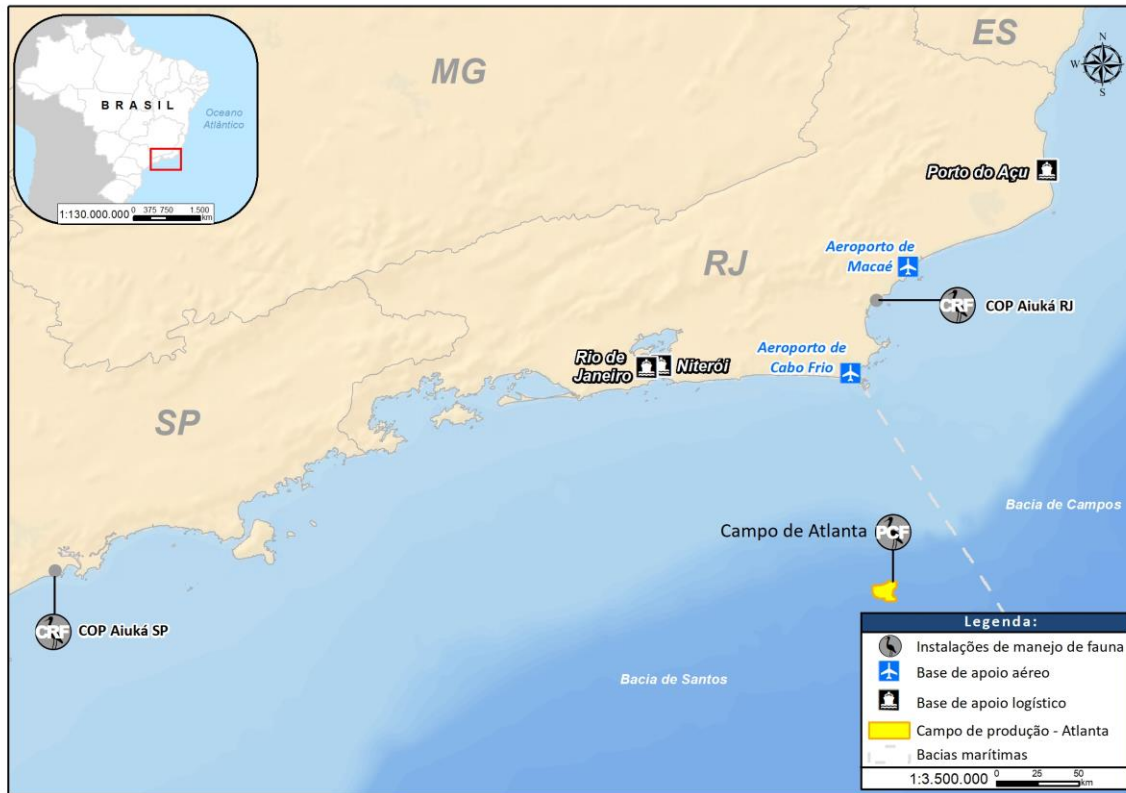 BRASIL
Oceano
Atlântico
1:130.000.000
0 375 750 1.500
km
MG
ES
N
W
S
Porto do Açu
Aeroporto de
Macaé
RJ
CRF
COP Aiuká RJ
Rio de
Janeiro
Niterói
Aeroporto de
Cabo Frio
SP
Bacia de Campos
Campo de Atlanta
PCF
CRF
COP Aiuká SP
Bacia de Santos
Legenda:
Instalações de manejo de fauna
Base de apoio aéreo
Base de apoio logístico
Campo de produção - Atlanta
Bacias marítimas
1:3.500.000
0 25 50
km